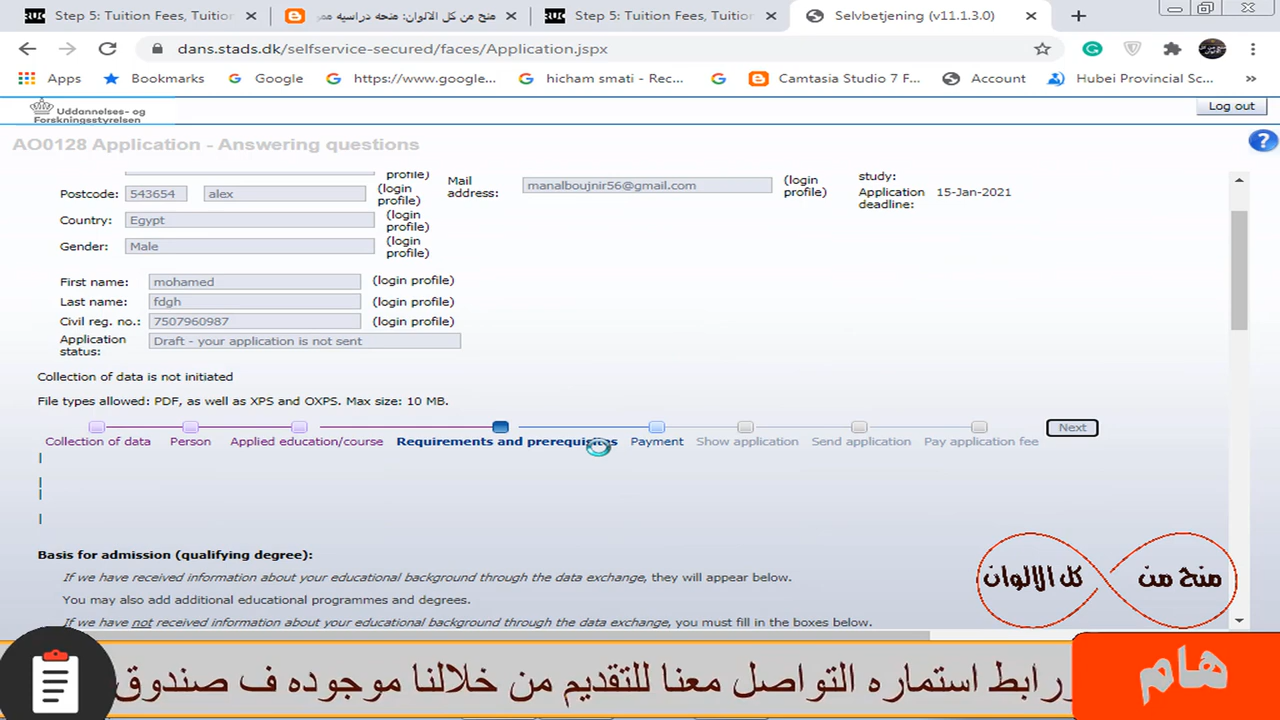 Step 5: Tuition Fees, Tuition
منح من كل الالوان: منحه دراسيه ممو
Step 5: Tuition Fees, Tuition
Selvbetjening (v11.1.3.0)
dans.stads.dk/selfservice-secured/faces/Application.jspx
Apps
Bookmarks
Google
https://www.google...
hicham smati - Rec...
Camtasia Studio 7 F...
Account
Hubei Provincial Sc...
»
Uddannelses- og
Forskningsstyrelsen
Log out
AO0128 Application - Answering questions
?
profile)
Postcode: 543654 alex (login profile)
Mail address: manalboujnir56@gmail.com (login profile)
study:
Application deadline: 15-Jan-2021
Country: Egypt (login profile)
Gender: Male (login profile)
First name: mohamed (login profile)
Last name: fdgh (login profile)
Civil reg. no.: 7507960987 (login profile)
Application status: Draft - your application is not sent
Collection of data is not initiated
File types allowed: PDF, as well as XPS and OXPS. Max size: 10 MB.
Collection of data Person Applied education/course Requirements and prerequisites Payment Show application Send application Pay application fee Next
Basis for admission (qualifying degree):
If we have received information about your educational background through the data exchange, they will appear below.
You may also add additional educational programmes and degrees.
If we have not received information about your educational background through the data exchange, you must fill in the boxes below.
منح من كل الالوان
هام
رابط استماره التواصل معنا للتقديم من خلالنا موجوده ف صندوق